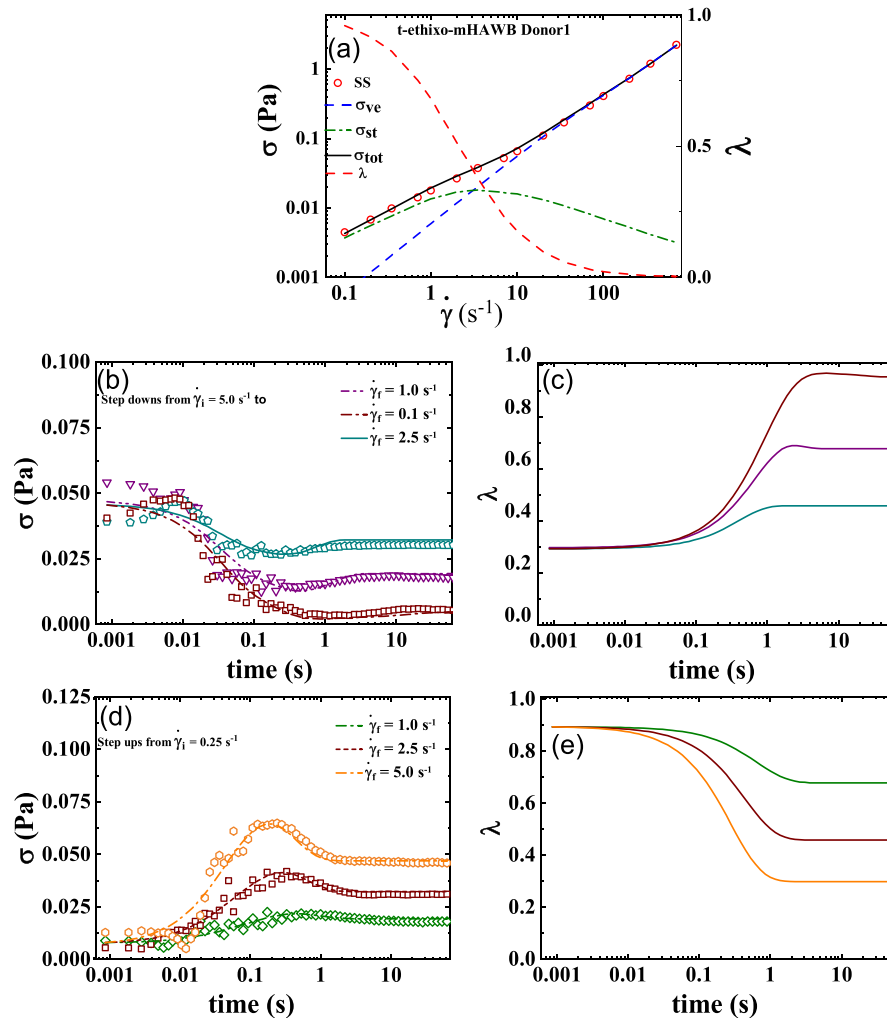 t-ethixo-mHAWB Donor1
(a)
SS
σve
σst
σtot
λ
σ (Pa)
1
0.1
0.01
0.001
1.0
0.5
0.0
λ
0.1 1 10 100
γ̇ (s⁻¹)
(b)
Step downs from γ̇i = 5.0 s⁻¹ to
γ̇f = 1.0 s⁻¹
γ̇f = 0.1 s⁻¹
γ̇f = 2.5 s⁻¹
σ (Pa)
0.100
0.075
0.050
0.025
0.000
0.001 0.01 0.1 1 10
time (s)
(c)
λ
1.0
0.8
0.6
0.4
0.2
0.0
0.001 0.01 0.1 1 10
time (s)
(d)
Step ups from γ̇i = 0.25 s⁻¹
γ̇f = 1.0 s⁻¹
γ̇f = 2.5 s⁻¹
γ̇f = 5.0 s⁻¹
σ (Pa)
0.125
0.100
0.075
0.050
0.025
0.000
0.001 0.01 0.1 1 10
time (s)
(e)
λ
1.0
0.8
0.6
0.4
0.2
0.0
0.001 0.01 0.1 1 10
time (s)